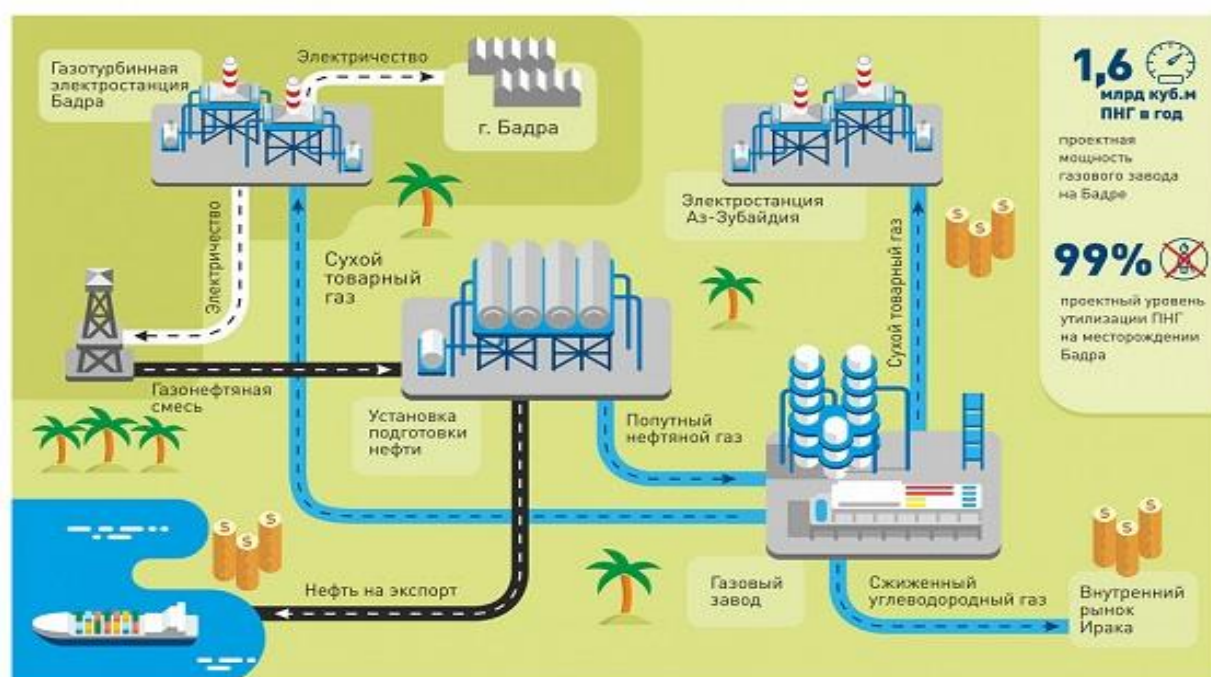 Газотурбинная
электростанция
Бадра
Электричество
г. Бадра
1,6
млрд куб.м
ПНГ в год
проектная
мощность
газового завода
на Бадре
Электростанция
Аз-Зубайдия
Электричество
Сухой
товарный
газ
Сухой товарный газ
99%
проектный уровень
утилизации ПНГ
на месторождении
Бадра
Газонефтяная
смесь
Установка
подготовки
нефти
Попутный
нефтяной газ
Нефть на экспорт
Газовый
завод
Сжиженный
углеводородный газ
Внутренний
рынок
Ирака
S
S
S
S
S
S
S
S
S